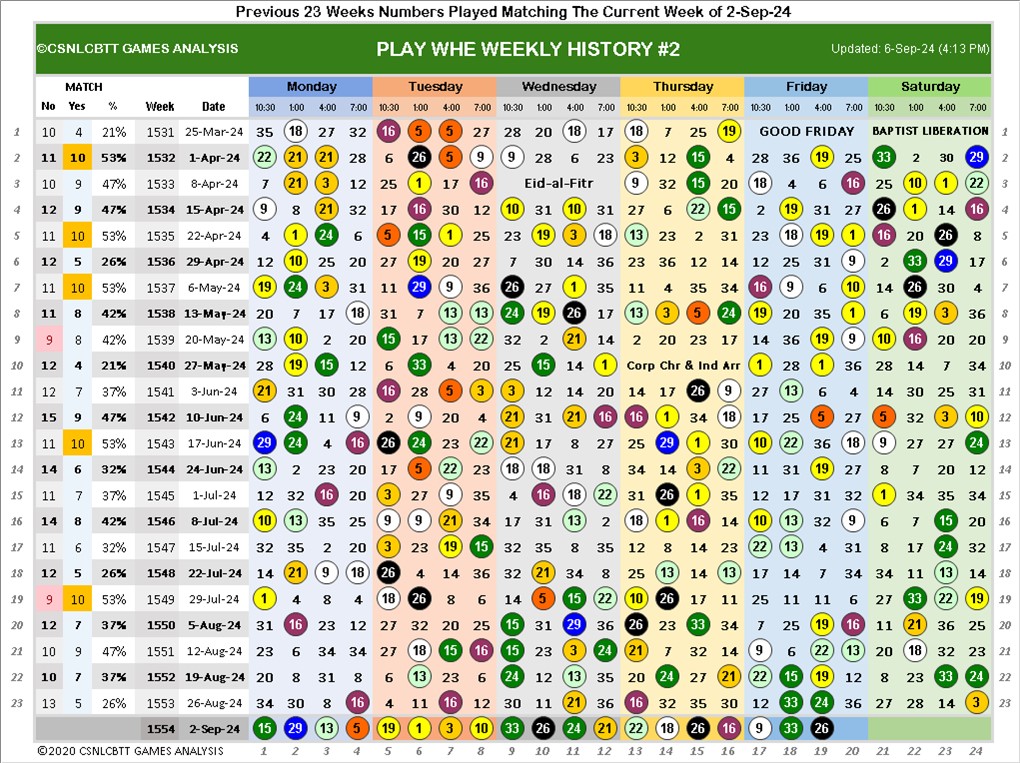 Previous 23 Weeks Numbers Played Matching The Current Week of 2-Sep-24
©CSNLCBTT GAMES ANALYSIS PLAY WHE WEEKLY HISTORY #2 Updated: 6-Sep-24 (4:13 PM)
MATCH Monday Tuesday Wednesday Thursday Friday Saturday
No Yes % Week Date 10:30 1:00 4:00 7:00 10:30 1:00 4:00 7:00 10:30 1:00 4:00 7:00 10:30 1:00 4:00 7:00 10:30 1:00 4:00 7:00 10:30 1:00 4:00 7:00
1 10 4 21% 1531 25-Mar-24 35 18 27 32 16 5 5 27 28 20 18 17 18 7 25 19 GOOD FRIDAY BAPTIST LIBERATION 1
2 11 10 53% 1532 1-Apr-24 22 21 21 28 6 26 5 9 9 28 6 23 3 12 15 4 28 36 19 25 33 2 30 29 2
3 10 9 47% 1533 8-Apr-24 7 21 3 12 25 1 17 16 Eid-al-Fitr 9 32 15 20 18 4 6 16 25 10 1 22 3
4 12 9 47% 1534 15-Apr-24 9 8 21 32 17 16 30 12 10 31 10 31 27 6 22 15 2 19 31 27 26 1 14 16 4
5 11 10 53% 1535 22-Apr-24 4 1 24 6 5 15 1 25 23 19 3 18 13 23 2 31 23 18 19 1 16 20 26 8 5
6 12 5 26% 1536 29-Apr-24 12 10 25 20 27 19 20 27 7 30 14 36 23 36 12 14 12 31 31 9 2 33 29 17 6
7 11 10 53% 1537 6-May-24 19 24 3 31 11 29 9 36 26 27 1 35 11 4 35 34 16 9 6 10 14 26 30 4 7
8 11 8 42% 1538 13-May-24 20 7 17 18 31 7 13 13 24 19 26 17 13 3 5 24 19 20 35 1 6 19 3 36 8
9 9 8 42% 1539 20-May-24 13 10 2 20 15 17 13 22 32 2 21 14 2 20 23 17 34 14 19 9 10 16 20 20 9
10 12 4 21% 1540 27-May-24 28 19 15 12 6 33 4 20 25 15 14 1 Corp Chr & Ind Arr 1 28 1 36 28 14 7 34 10
11 12 7 37% 1541 3-Jun-24 21 31 30 28 16 28 5 3 3 12 14 20 14 17 26 9 27 13 6 4 14 30 25 31 11
12 15 9 47% 1542 10-Jun-24 6 24 11 9 2 9 20 4 21 31 21 16 16 1 34 18 17 25 5 27 5 32 3 10 12
13 11 10 53% 1543 17-Jun-24 29 24 4 16 26 24 23 22 21 17 8 27 25 29 1 30 10 22 36 18 9 27 27 24 13
14 14 6 32% 1544 24-Jun-24 13 2 23 20 17 5 22 23 18 18 31 8 34 14 3 22 11 31 19 27 8 7 20 12 14
15 11 7 37% 1545 1-Jul-24 12 32 16 20 3 27 9 35 4 16 18 22 31 26 1 35 12 17 31 32 1 34 35 34 15
16 14 8 42% 1546 8-Jul-24 10 13 35 25 9 9 21 34 17 31 13 2 18 1 16 14 10 13 32 9 6 7 15 20 16
17 11 6 32% 1547 15-Jul-24 32 35 2 20 3 23 19 15 32 35 8 35 12 8 14 23 22 13 4 31 8 17 24 32 17
18 12 5 26% 1548 22-Jul-24 14 21 9 18 26 4 14 36 32 21 34 8 25 13 14 13 17 14 7 34 34 11 13 14 18
19 9 10 53% 1549 29-Jul-24 1 4 8 4 18 26 8 6 14 5 15 22 10 26 17 11 25 11 11 6 27 33 22 19 19
20 12 7 37% 1550 5-Aug-24 31 16 23 12 27 32 20 25 15 31 29 36 26 23 33 34 7 25 19 16 11 21 36 25 20
21 10 9 47% 1551 12-Aug-24 23 6 34 34 27 18 15 16 15 23 3 24 21 7 32 14 9 6 22 13 20 18 32 23 21
22 10 7 37% 1552 19-Aug-24 20 8 31 8 6 13 23 6 24 12 13 35 20 24 27 21 22 15 19 12 8 23 33 24 22
23 13 5 26% 1553 26-Aug-24 34 30 8 16 4 11 16 12 30 11 21 36 16 32 35 30 6 33 24 36 27 28 14 3 23
1554 2-Sep-24 15 29 13 5 19 1 3 10 33 26 24 21 22 18 26 16 9 33 26
©2020 CSNLCBTT GAMES ANALYSIS 1 2 3 4 5 6 7 8 9 10 11 12 13 14 15 16 17 18 19 20 21 22 23 24